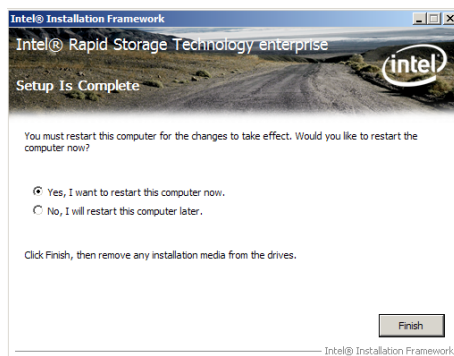 Intel® Installation Framework
Intel® Rapid Storage Technology enterprise
intel
Setup Is Complete
You must restart this computer for the changes to take effect. Would you like to restart the
computer now?
Yes, I want to restart this computer now.
No, I will restart this computer later.
Click Finish, then remove any installation media from the drives.
Finish
Intel® Installation Framework